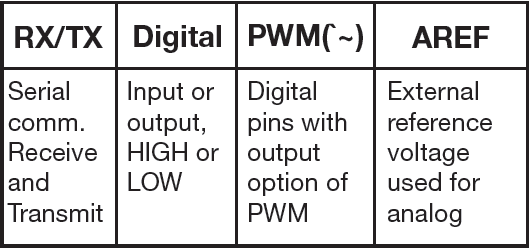 RX/TX Digital PWM(`~) AREF
Serial comm. Receive and Transmit
Input or output, HIGH or LOW
Digital pins with output option of PWM
External reference voltage used for analog